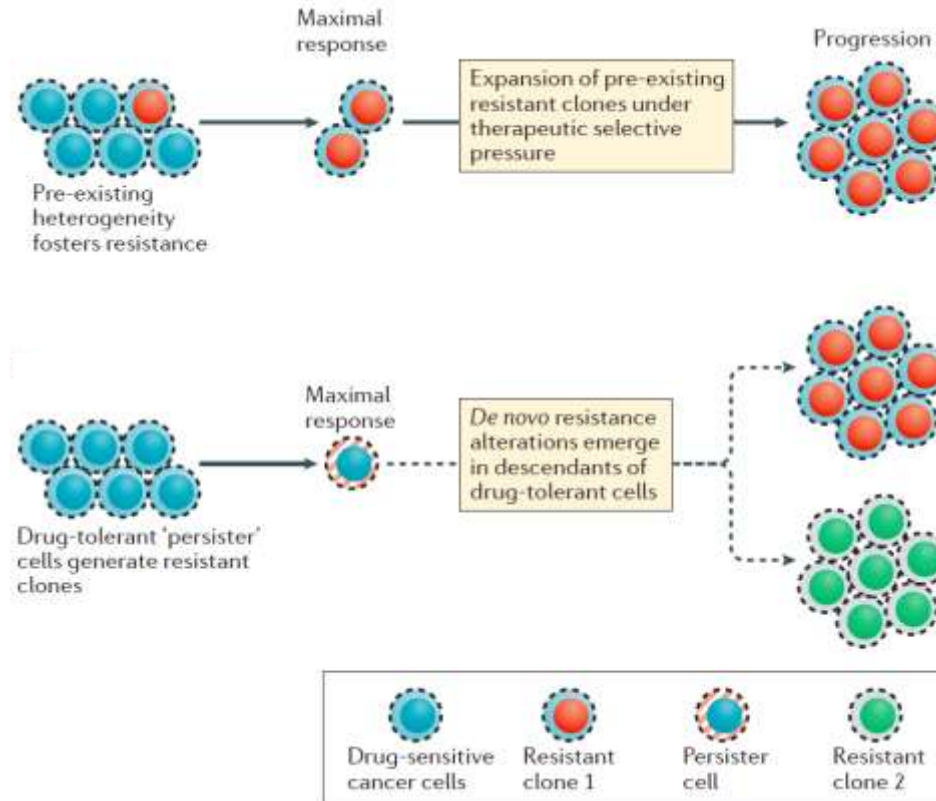 Maximal
response
Progression
Expansion of pre-existing
resistant clones under
therapeutic selective
pressure
Pre-existing
heterogeneity
fosters resistance
Maximal
response
De novo resistance
alterations emerge
in descendants of
drug-tolerant cells
Drug-tolerant ‘persister’
cells generate resistant
clones
Drug-sensitive
cancer cells
Resistant
clone 1
Persister
cell
Resistant
clone 2